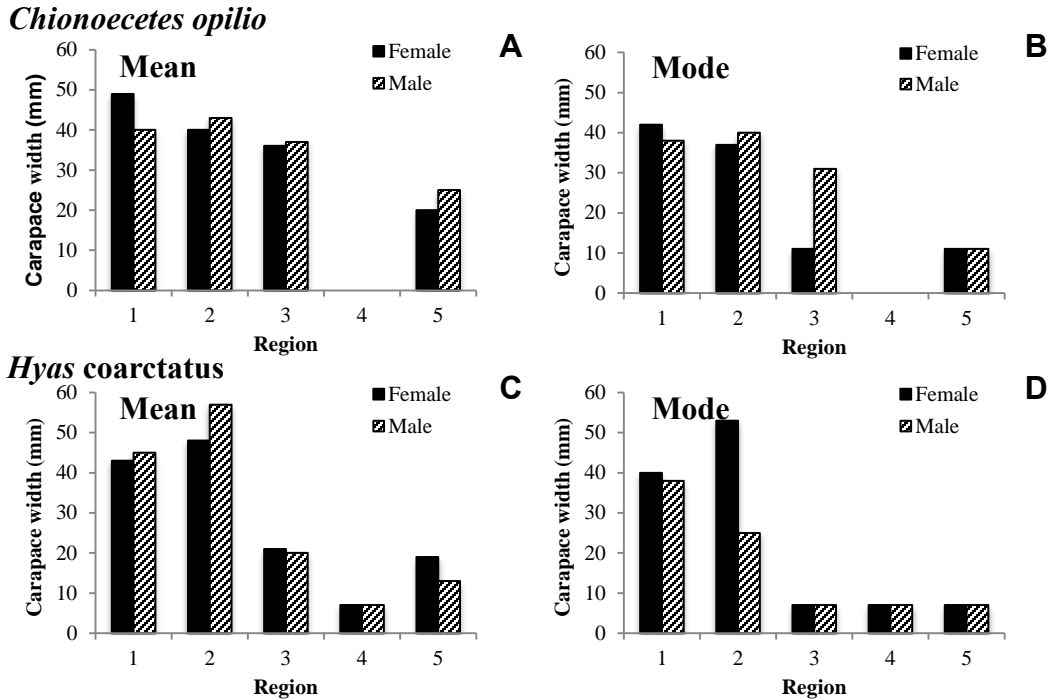 Chionoecetes opilio
A
Mean
Female
Male
Carapace width (mm)
60
50
40
30
20
10
0
1 2 3 4 5
Region
B
Mode
Female
Male
Carapace width (mm)
60
50
40
30
20
10
0
1 2 3 4 5
Region
Hyas coarctatus
C
Mean
Female
Male
Carapace width (mm)
60
50
40
30
20
10
0
1 2 3 4 5
Region
D
Mode
Female
Male
Carapace width (mm)
60
50
40
30
20
10
0
1 2 3 4 5
Region